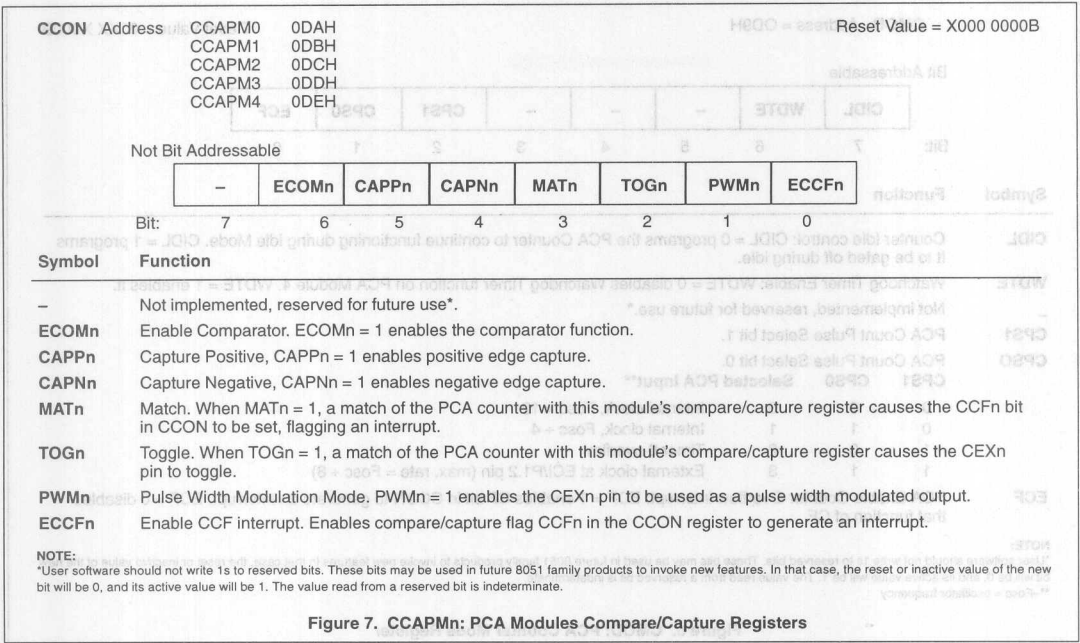 CCON Address CCAPM0 0DAH Reset Value = X000 0000B
CCAPM1 0DBH
CCAPM2 0DCH
CCAPM3 0DDH
CCAPM4 0DEH
Not Bit Addressable
– ECOMn CAPPn CAPNn MATn TOGn PWMn ECCFn
Bit: 7 6 5 4 3 2 1 0
Symbol Function
– Not implemented, reserved for future use*.
ECOMn Enable Comparator. ECOMn = 1 enables the comparator function.
CAPPn Capture Positive, CAPPn = 1 enables positive edge capture.
CAPNn Capture Negative, CAPNn = 1 enables negative edge capture.
MATn Match. When MATn = 1, a match of the PCA counter with this module's compare/capture register causes the CCFn bit
in CCON to be set, flagging an interrupt.
TOGn Toggle. When TOGn = 1, a match of the PCA counter with this module's compare/capture register causes the CEXn
pin to toggle.
PWMn Pulse Width Modulation Mode. PWMn = 1 enables the CEXn pin to be used as a pulse width modulated output.
ECCFn Enable CCF interrupt. Enables compare/capture flag CCFn in the CCON register to generate an interrupt.
NOTE:
*User software should not write 1s to reserved bits. These bits may be used in future 8051 family products to invoke new features. In that case, the reset or inactive value of the new
bit will be 0, and its active value will be 1. The value read from a reserved bit is indeterminate.
Figure 7. CCAPMn: PCA Modules Compare/Capture Registers